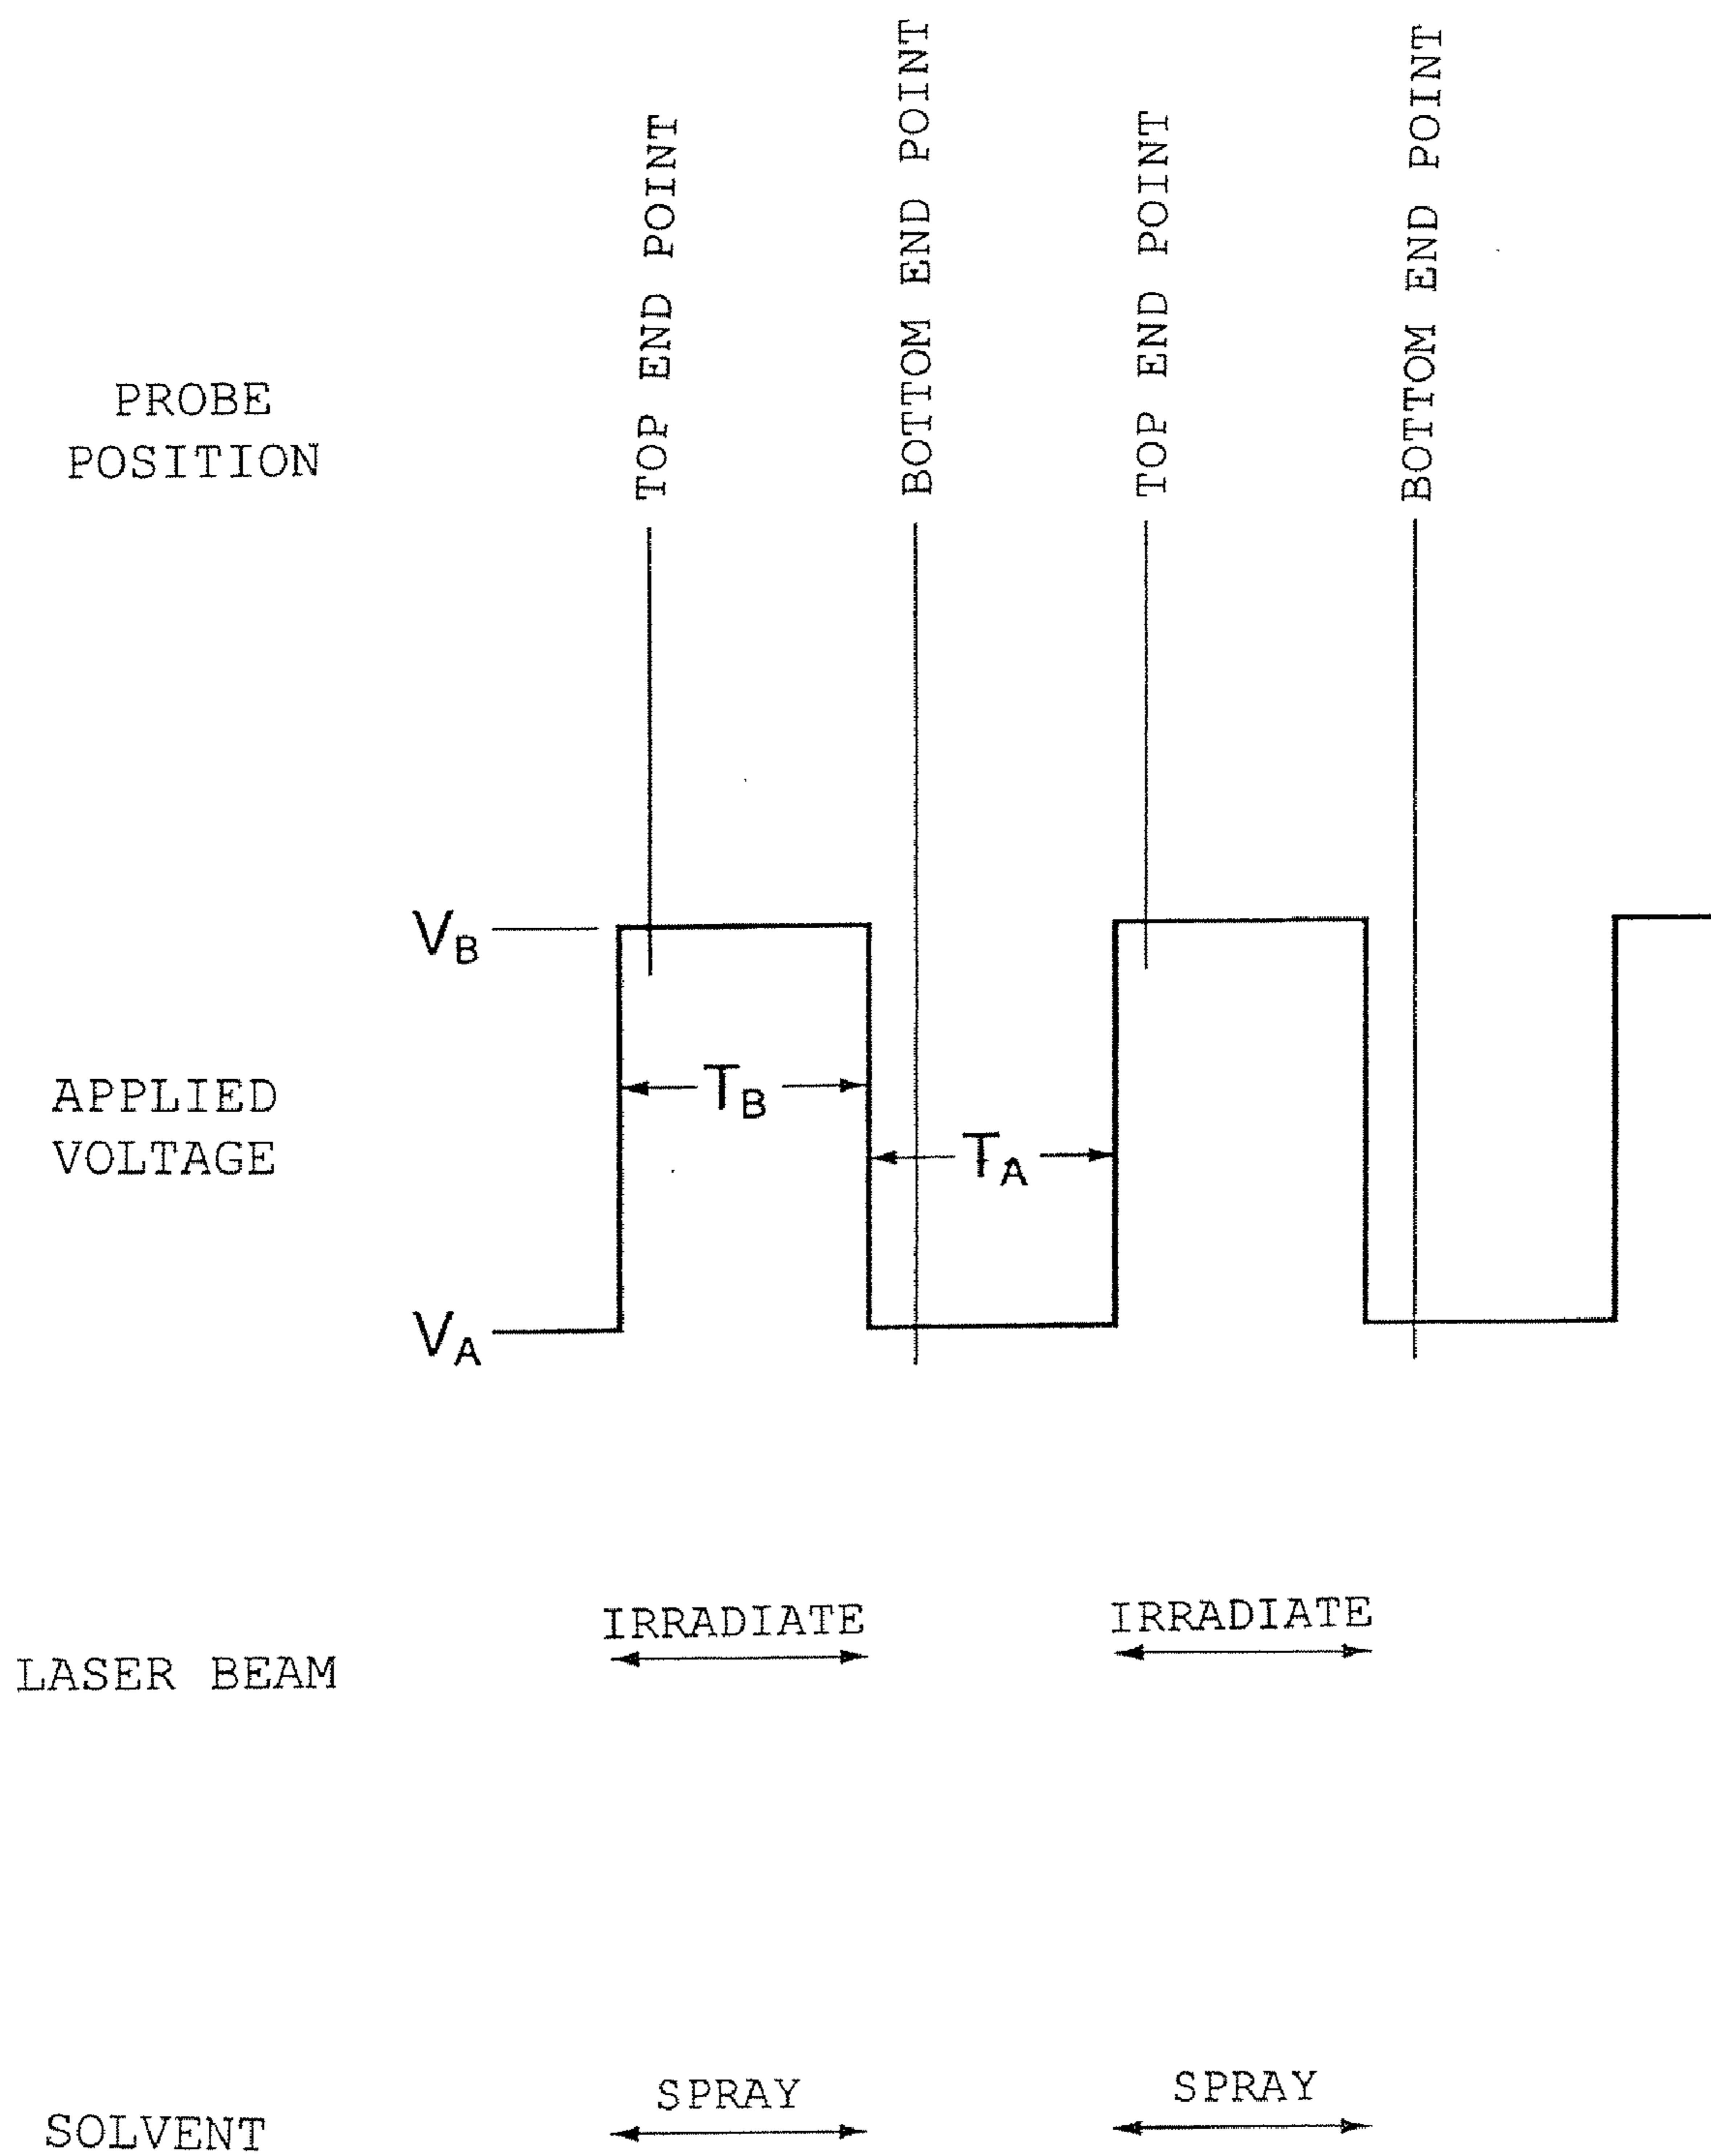 TOP END POINT
BOTTOM END POINT
TOP END POINT
BOTTOM END POINT
PROBE
POSITION
VB
TB
APPLIED
VOLTAGE
TA
VA
IRRADIATE
IRRADIATE
LASER BEAM
SPRAY
SPRAY
SOLVENT